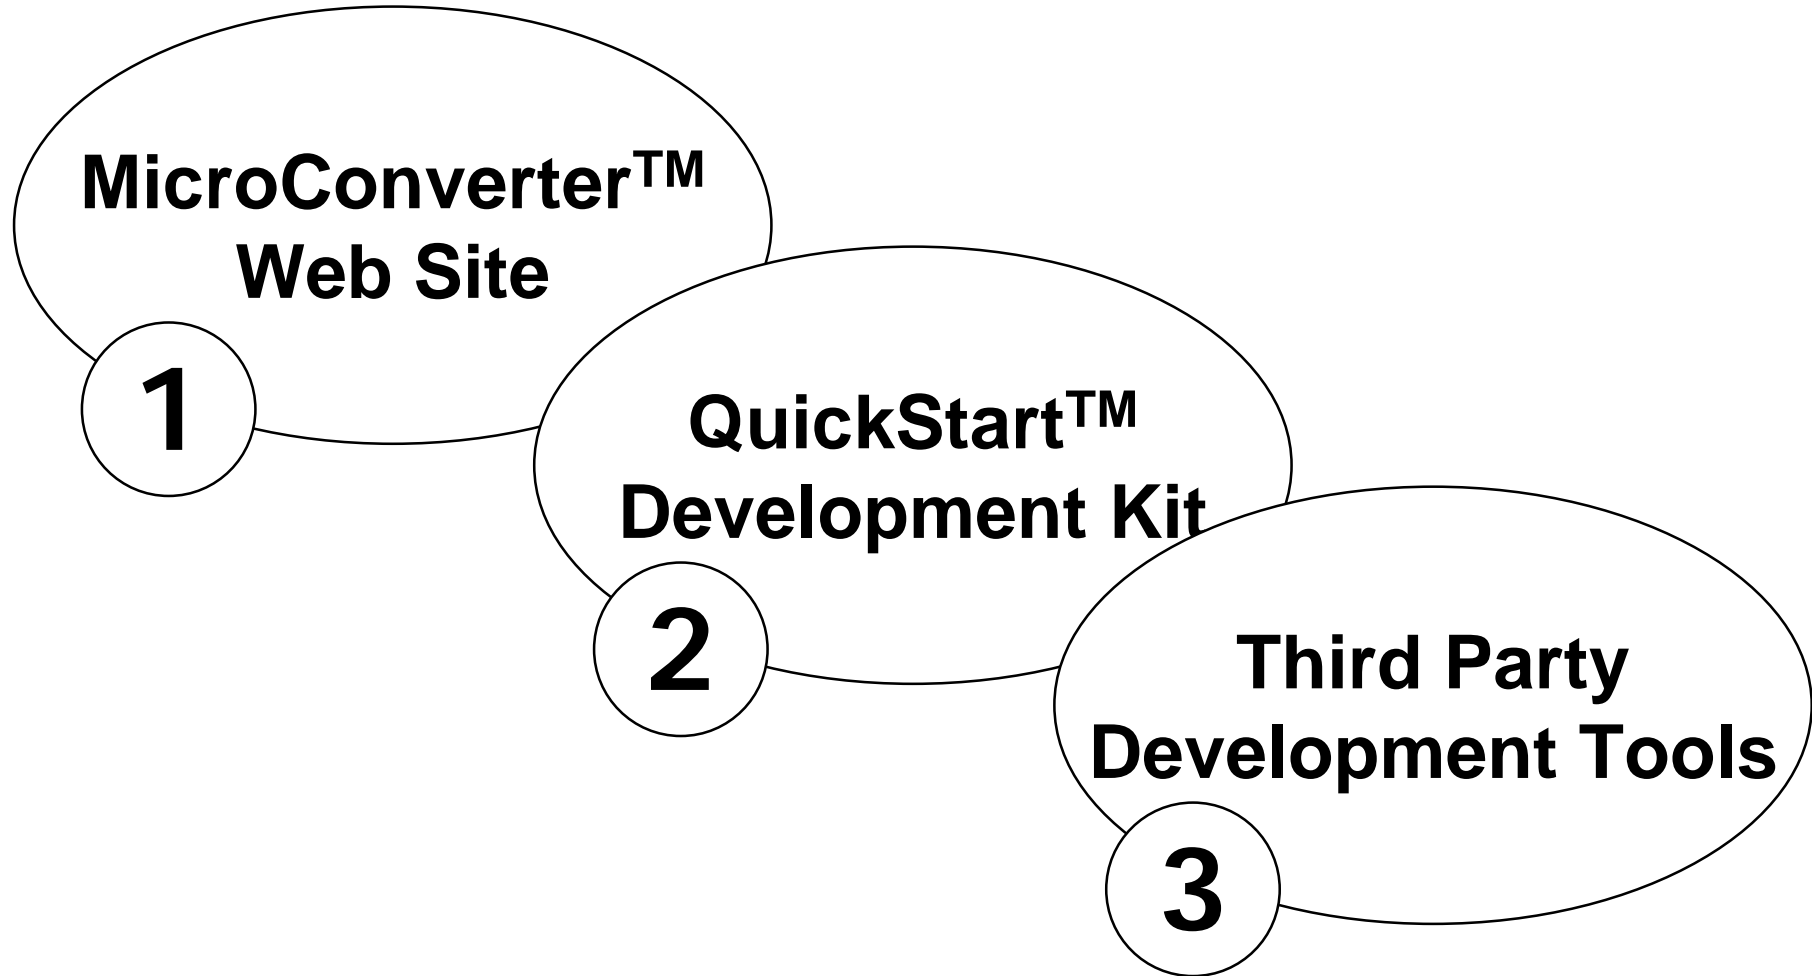 MicroConverter™
Web Site
1
QuickStart™
Development Kit
2
Third Party
Development Tools
3